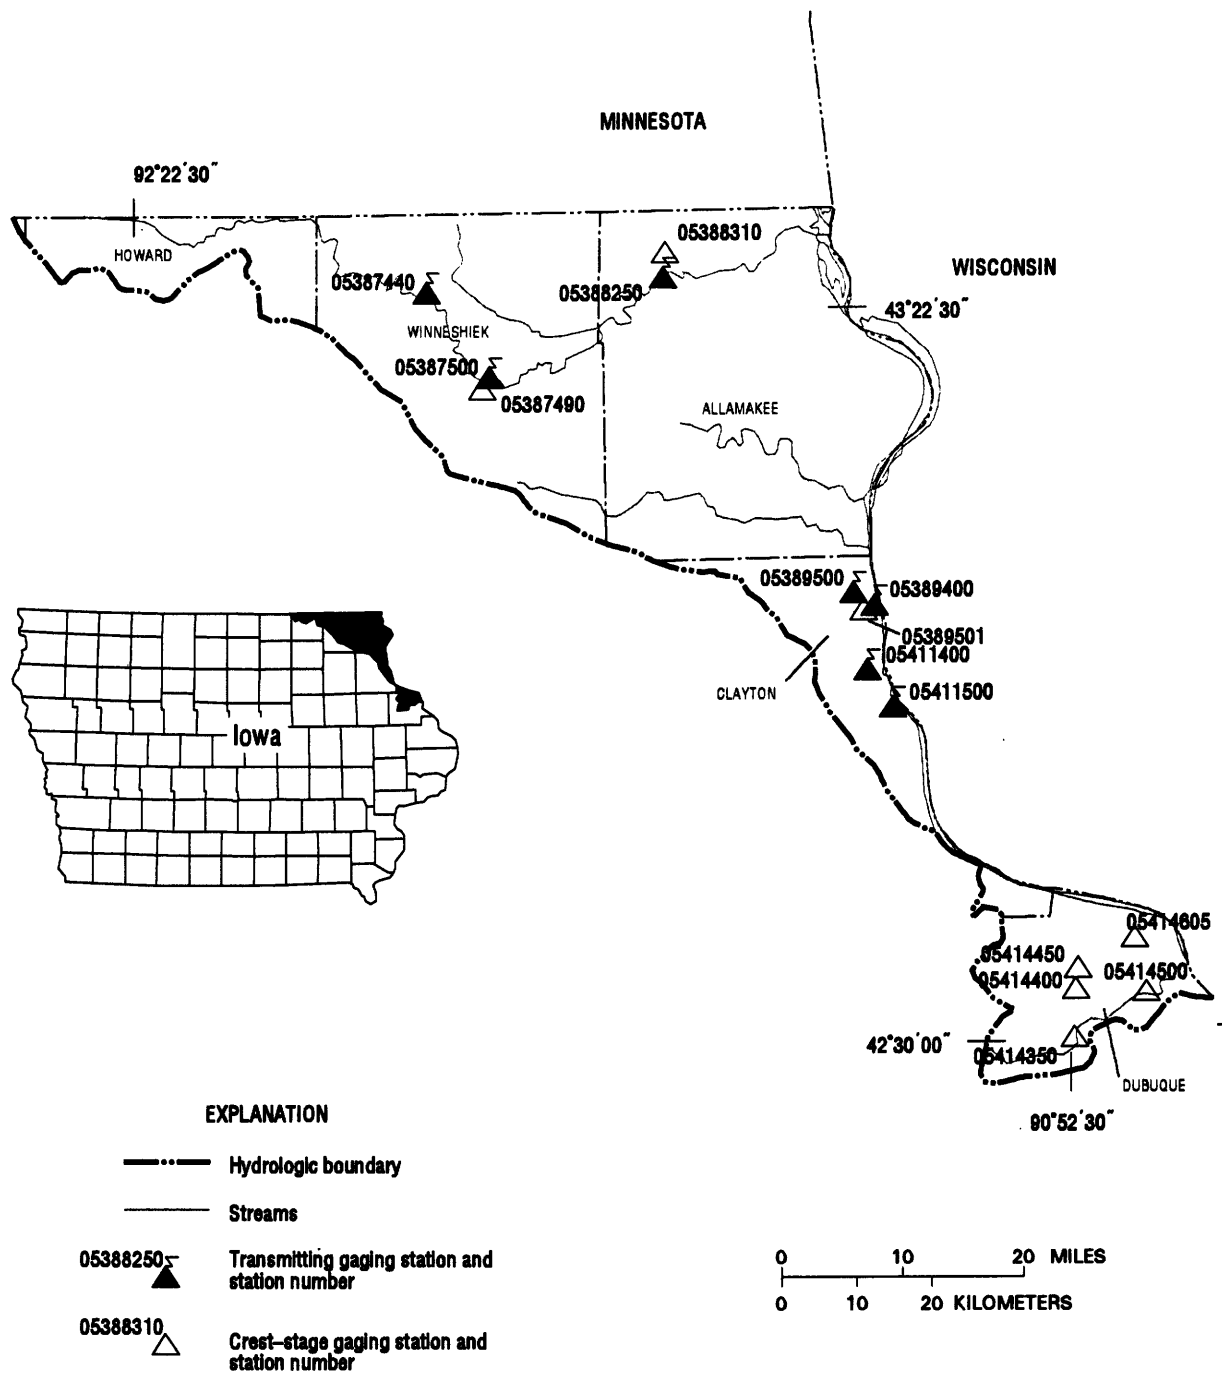 MINNESOTA
92°22'30"
HOWARD
05388310
WISCONSIN
05387440
05388250
43°22'30"
WINNESHIEK
05387500
05387490
ALLAMAKEE
05389500
05389400
05389501
05411400
CLAYTON
05411500
Iowa
05414605
05414450
05414500
05414400
42°30'00"
05414350
DUBUQUE
90°52'30"
EXPLANATION
Hydrologic boundary
Streams
05388250
Transmitting gaging station and
station number
05388310
Crest-stage gaging station and
station number
0 10 20 MILES
0 10 20 KILOMETERS